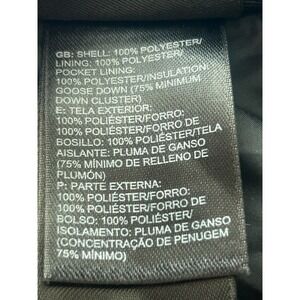 GB: SHELL: 100% POLYESTER/
LINING: 100% POLYESTER/
POCKET LINING:
100% POLYESTER/INSULATION:
GOOSE DOWN (75% MINIMUM
DOWN CLUSTER)
E: TELA EXTERIOR:
100% POLIÉSTER/FORRO:
100% POLIÉSTER/FORRO DE
BOSILLO: 100% POLIÉSTER/TELA
AISLANTE: PLUMA DE GANSO
(75% MÍNIMO DE RELLENO DE
PLUMÓN)
P: PARTE EXTERNA:
100% POLIÉSTER/FORRO:
100% POLIÉSTER/FORRO DE
BOLSO: 100% POLIÉSTER/
ISOLAMENTO: PLUMA DE GANSO
(CONCENTRAÇÃO DE PENUGEM
75% MÍNIMO)